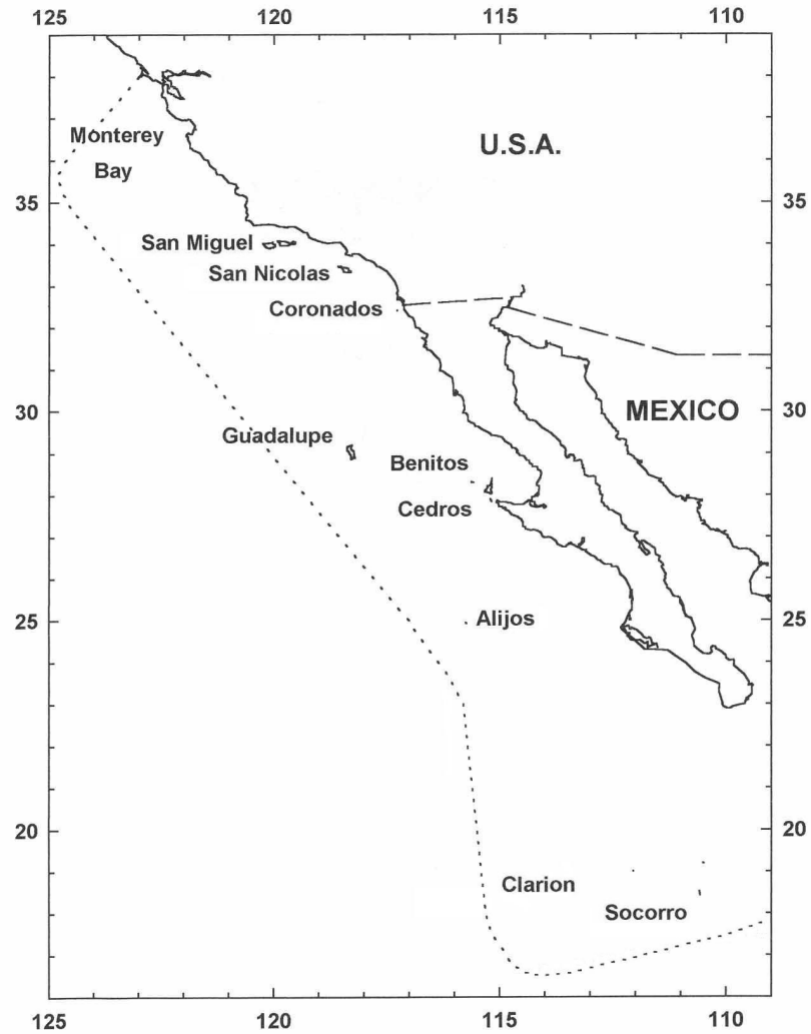 125 120 115 110
Monterey
Bay
U.S.A.
35 35
San Miguel
San Nicolas
Coronados
30 MEXICO 30
Guadalupe
Benitos
Cedros
25 Alijos 25
20 20
Clarion
Socorro
125 120 115 110